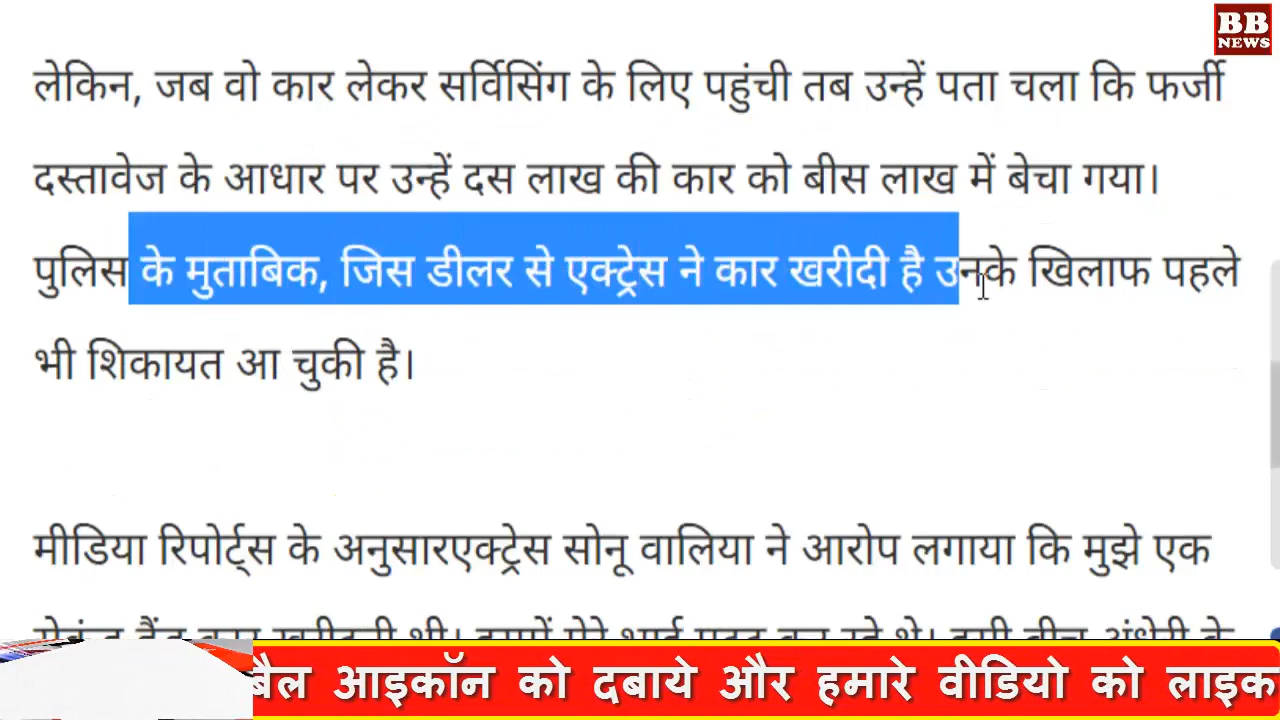 BB
NEWS
लेकिन, जब वो कार लेकर सर्विसिंग के लिए पहुंची तब उन्हें पता चला कि फर्जी
दस्तावेज के आधार पर उन्हें दस लाख की कार को बीस लाख में बेचा गया।
पुलिस के मुताबिक, जिस डीलर से एक्ट्रेस ने कार खरीदी है उनके खिलाफ पहले
भी शिकायत आ चुकी है।
मीडिया रिपोर्ट्स के अनुसारएक्ट्रेस सोनू वालिया ने आरोप लगाया कि मुझे एक
बैल आइकॉन को दबाये और हमारे वीडियो को लाइक